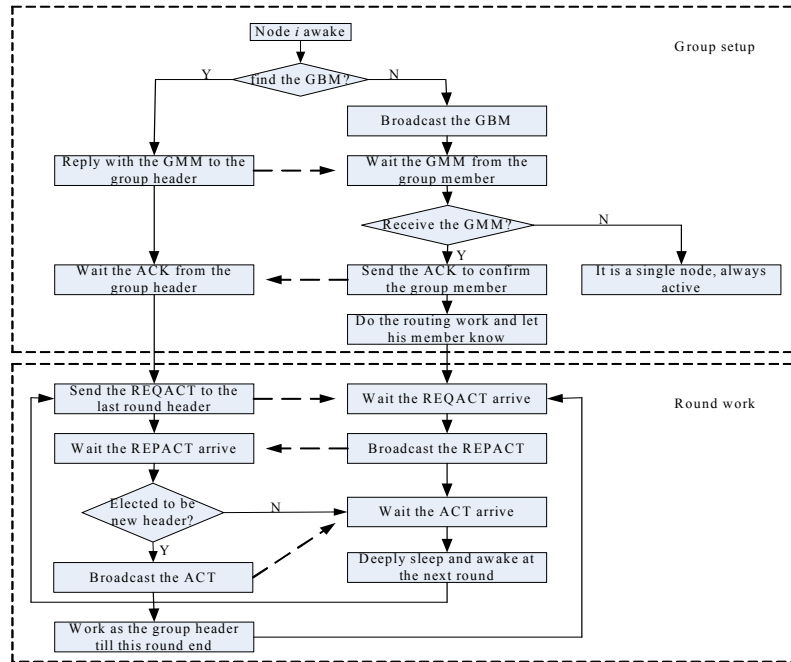 Node i awake
Group setup
find the GBM?
Y
N
Broadcast the GBM
Reply with the GMM to the
group header
Wait the GMM from the
group member
Receive the GMM?
N
Y
Wait the ACK from the
group header
Send the ACK to confirm
the group member
It is a single node, always
active
Do the routing work and let
his member know
Send the REQACT to the
last round header
Wait the REQACT arrive
Round work
Wait the REPACT arrive
Broadcast the REPACT
Elected to be
new header?
N
Wait the ACT arrive
Y
Broadcast the ACT
Deeply sleep and awake at
the next round
Work as the group header
till this round end